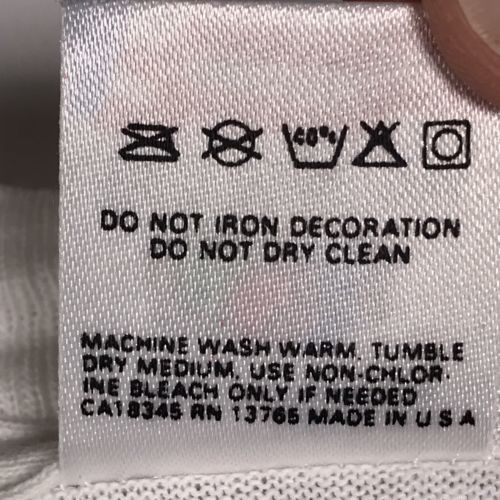 40°c
DO NOT IRON DECORATION
DO NOT DRY CLEAN
MACHINE WASH WARM. TUMBLE
DRY MEDIUM. USE NON-CHLOR-
INE BLEACH ONLY IF NEEDED
CA18345 RN 13765 MADE IN U S A